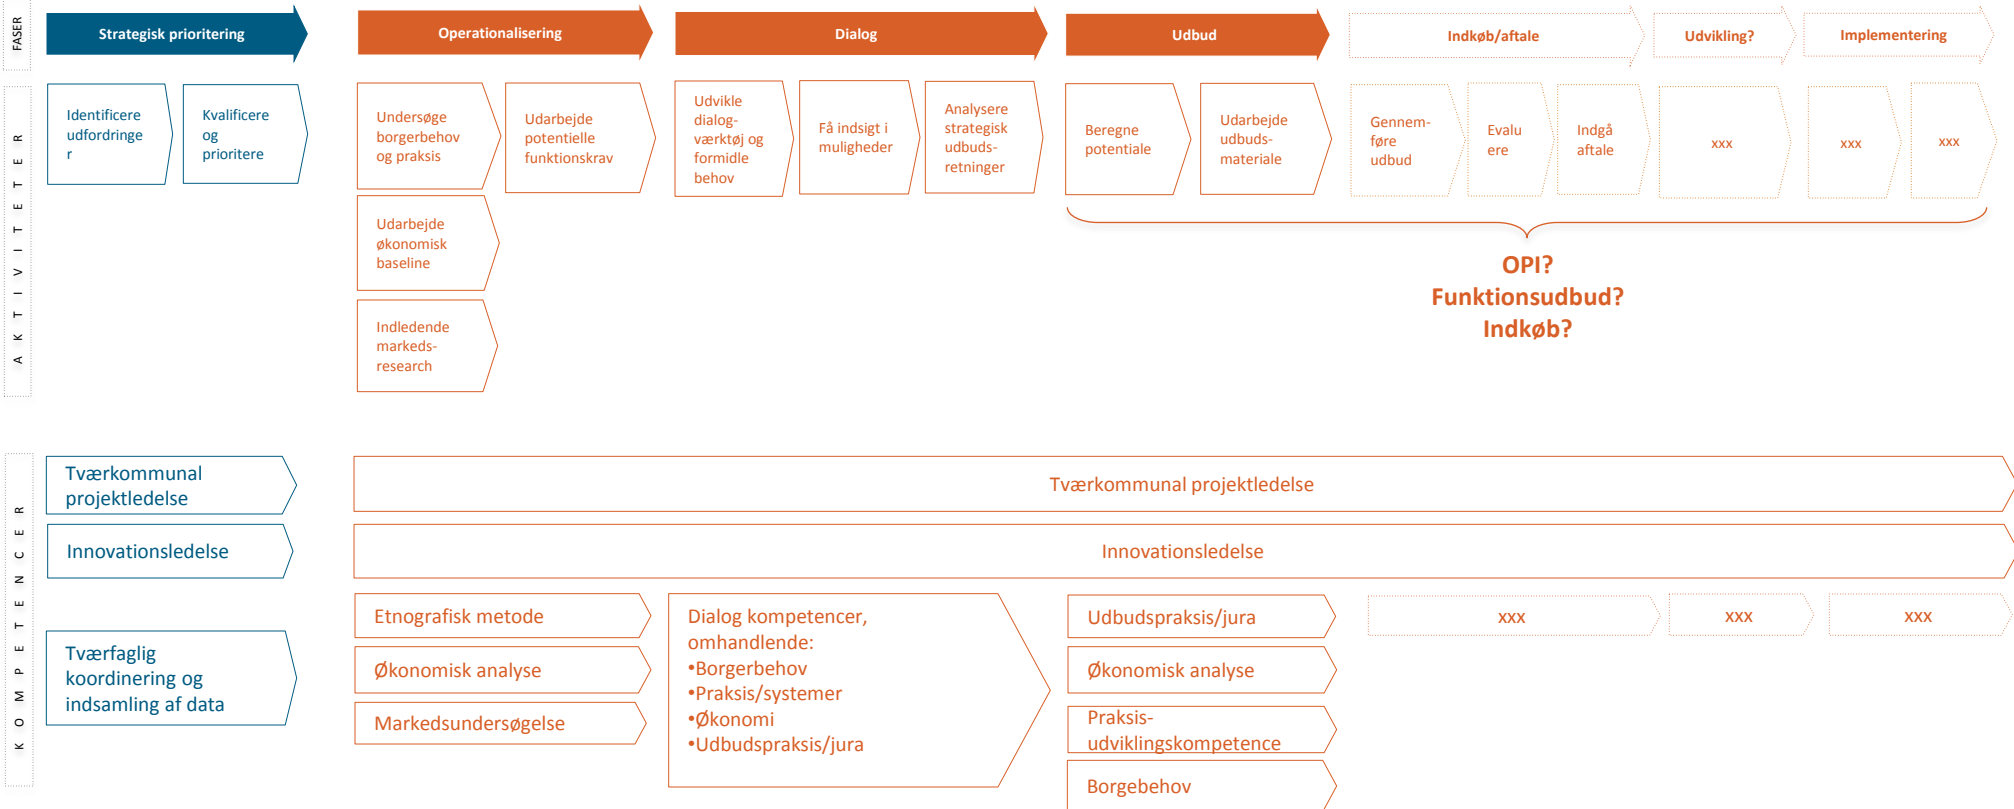 FASER
Strategisk prioritering
Operationalisering
Dialog
Udbud
Indkøb/aftale
Udvikling?
Implementering
AKTIVITETER
Identificere
udfordringe
r
Kvalificere
og
prioritere
Undersøge
borgerbehov
og praksis
Udarbejde
potentielle
funktionskrav
Udvikle
dialog-
værktøj og
formidle
behov
Få indsigt i
muligheder
Analysere
strategisk
udbuds-
retninger
Beregne
potentiale
Udarbejde
udbuds-
materiale
Gennem-
føre
udbud
Evalu
ere
Indgå
aftale
xxx
xxx
xxx
Udarbejde
økonomisk
baseline
Indledende
markeds-
research
OPI?
Funktionsudbud?
Indkøb?
KOMPETENCER
Tværkommunal
projektledelse
Tværkommunal projektledelse
Innovationsledelse
Innovationsledelse
Tværfaglig
koordinering og
indsamling af data
Etnografisk metode
Økonomisk analyse
Markedsundersøgelse
Dialog kompetencer,
omhandlende:
•Borgerbehov
•Praksis/systemer
•Økonomi
•Udbudspraksis/jura
Udbudspraksis/jura
Økonomisk analyse
Praksis-
udviklingskompetence
Borgebehov
xxx
xxx
xxx